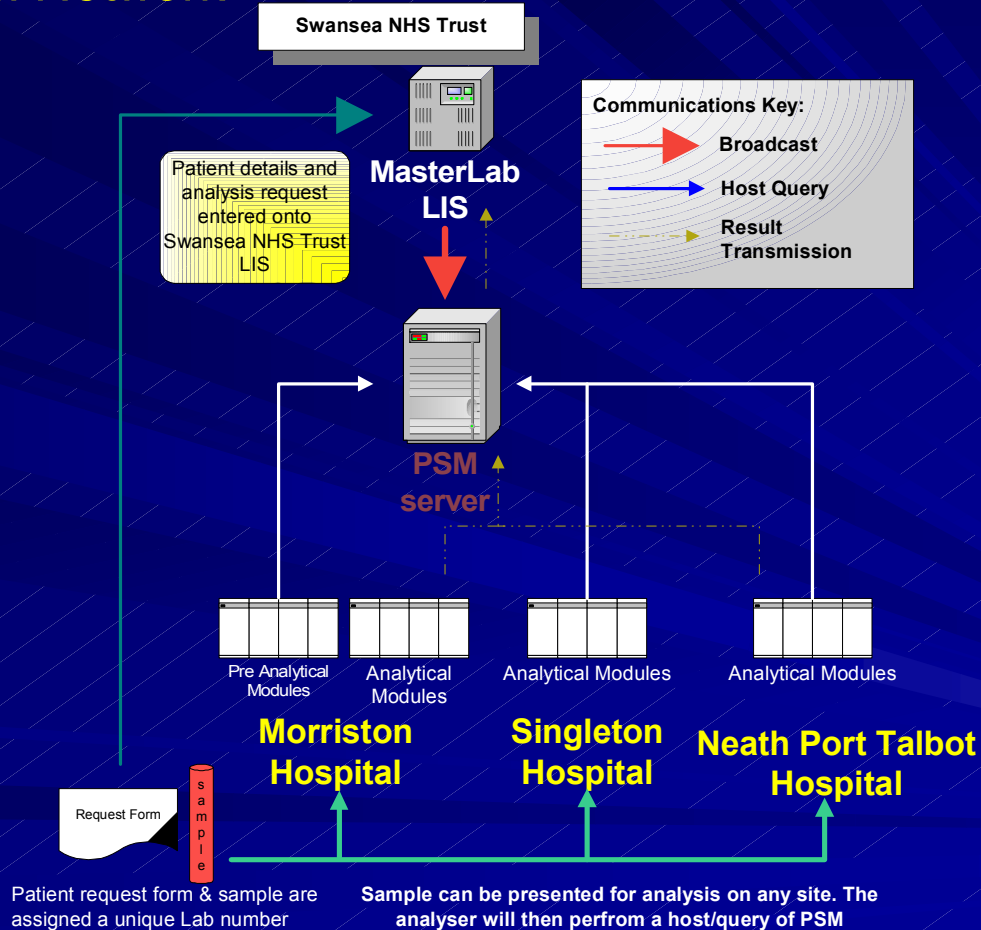 Swansea NHS Trust
Communications Key:
Broadcast
Host Query
Result
Transmission
Patient details and
analysis request
entered onto
Swansea NHS Trust
LIS
MasterLab
LIS
PSM
server
Pre Analytical
Modules
Analytical
Modules
Analytical Modules
Analytical Modules
Morriston
Hospital
Singleton
Hospital
Neath Port Talbot
Hospital
Request Form
s
a
m
p
l
e
Patient request form & sample are
assigned a unique Lab number
Sample can be presented for analysis on any site. The
analyser will then perfrom a host/query of PSM